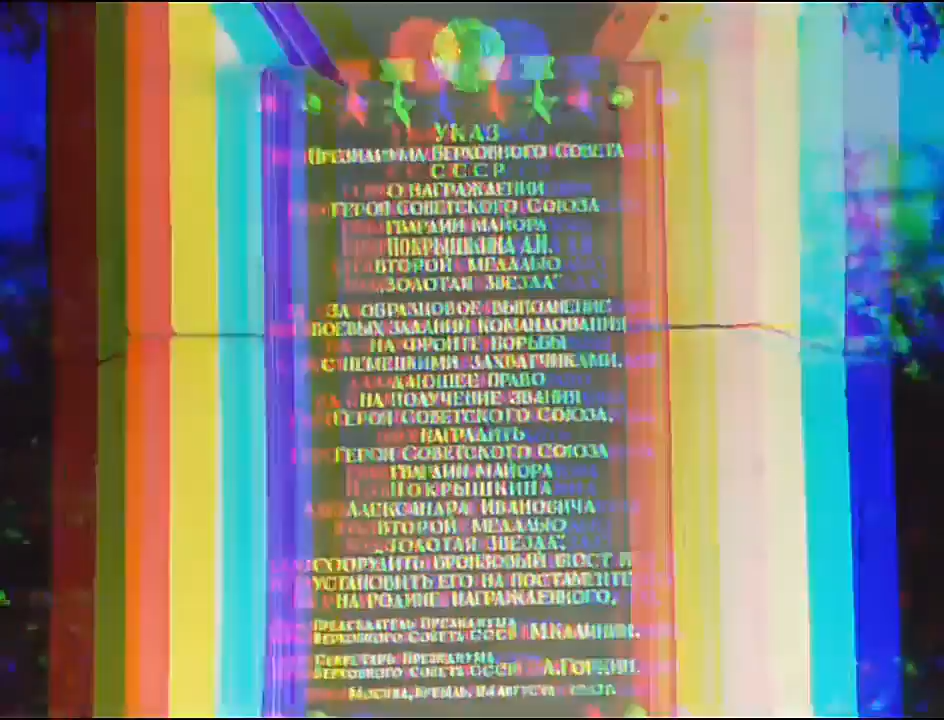 УКАЗ
ПРЕЗИДИУМА ВЕРХОВНОГО СОВЕТА
СССР
О НАГРАЖДЕНИИ
ГЕРОЯ СОВЕТСКОГО СОЮЗА
ГВАРДИИ МАЙОРА
ПОКРЫШКИНА А.И.
ВТОРОЙ МЕДАЛЬЮ
„ЗОЛОТАЯ ЗВЕЗДА"
ЗА ОБРАЗЦОВОЕ ВЫПОЛНЕНИЕ
БОЕВЫХ ЗАДАНИЙ КОМАНДОВАНИЯ
НА ФРОНТЕ БОРЬБЫ
С НЕМЕЦКИМИ ЗАХВАТЧИКАМИ,
ДАЮЩЕЕ ПРАВО
НА ПОЛУЧЕНИЕ ЗВАНИЯ
ГЕРОЯ СОВЕТСКОГО СОЮЗА,
НАГРАДИТЬ
ГЕРОЯ СОВЕТСКОГО СОЮЗА
ГВАРДИИ МАЙОРА
ПОКРЫШКИНА
АЛЕКСАНДРА ИВАНОВИЧА
ВТОРОЙ МЕДАЛЬЮ
„ЗОЛОТАЯ ЗВЕЗДА",
СООРУДИТЬ БРОНЗОВЫЙ БЮСТ И
УСТАНОВИТЬ ЕГО НА ПОСТАМЕНТЕ
НА РОДИНЕ НАГРАЖДЕННОГО.
ПРЕДСЕДАТЕЛЬ ПРЕЗИДИУМА
ВЕРХОВНОГО СОВЕТА СССР М.КАЛИНИН.
СЕКРЕТАРЬ ПРЕЗИДИУМА
ВЕРХОВНОГО СОВЕТА СССР А.ГОРКИН.
МОСКВА, КРЕМЛЬ, 24 АВГУСТА